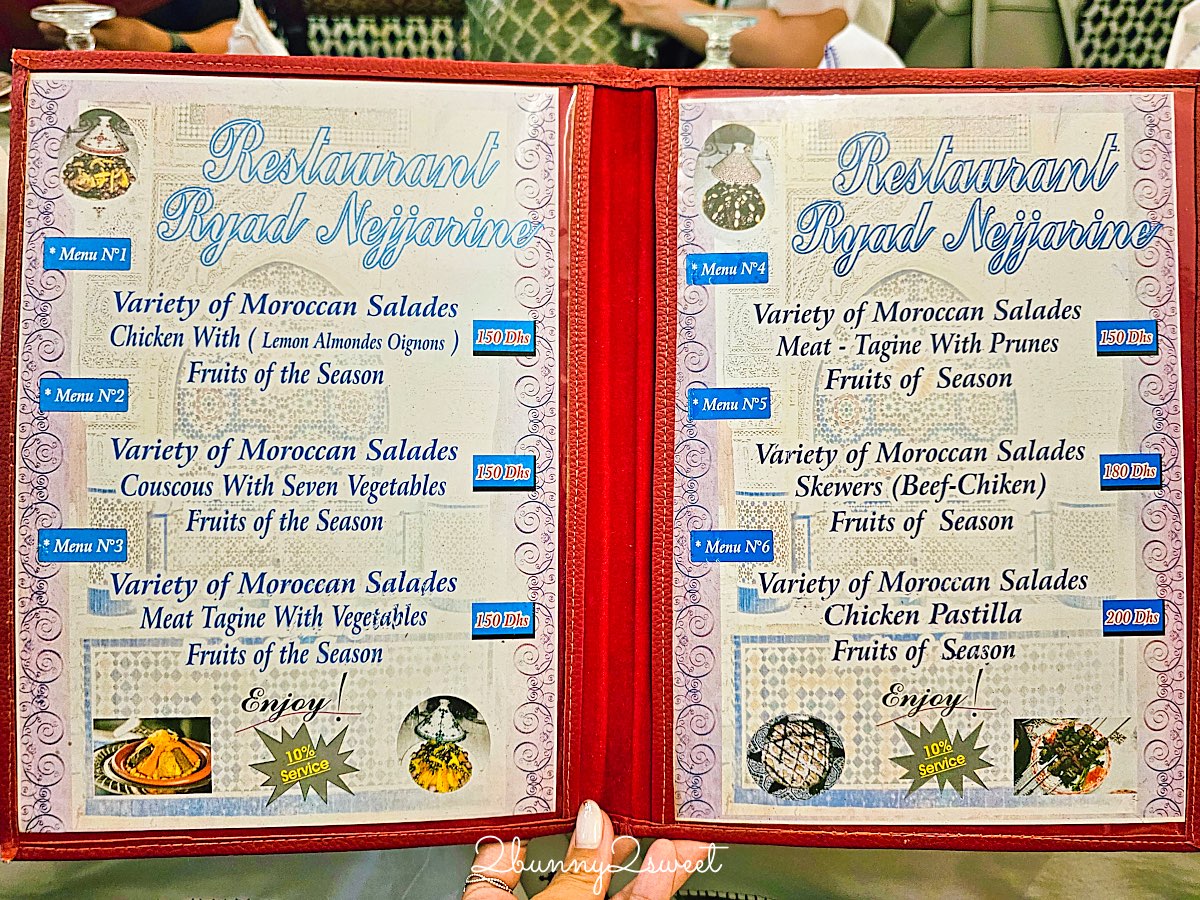 Restaurant
Ryad Nejjarine
* Menu N°1
Variety of Moroccan Salades
Chicken With ( Lemon Almondes Oignons )
150 Dhs
Fruits of the Season
* Menu N°2
Variety of Moroccan Salades
Couscous With Seven Vegetables
150 Dhs
Fruits of the Season
* Menu N°3
Variety of Moroccan Salades
Meat Tagine With Vegetables
150 Dhs
Fruits of the Season
Enjoy !
10%
Service
Restaurant
Ryad Nejjarine
* Menu N°4
Variety of Moroccan Salades
Meat - Tagine With Prunes
150 Dhs
Fruits of Season
* Menu N°5
Variety of Moroccan Salades
Skewers (Beef-Chiken)
180 Dhs
Fruits of Season
* Menu N°6
Variety of Moroccan Salades
Chicken Pastilla
200 Dhs
Fruits of Season
Enjoy !
10%
Service
2bunny2sweet